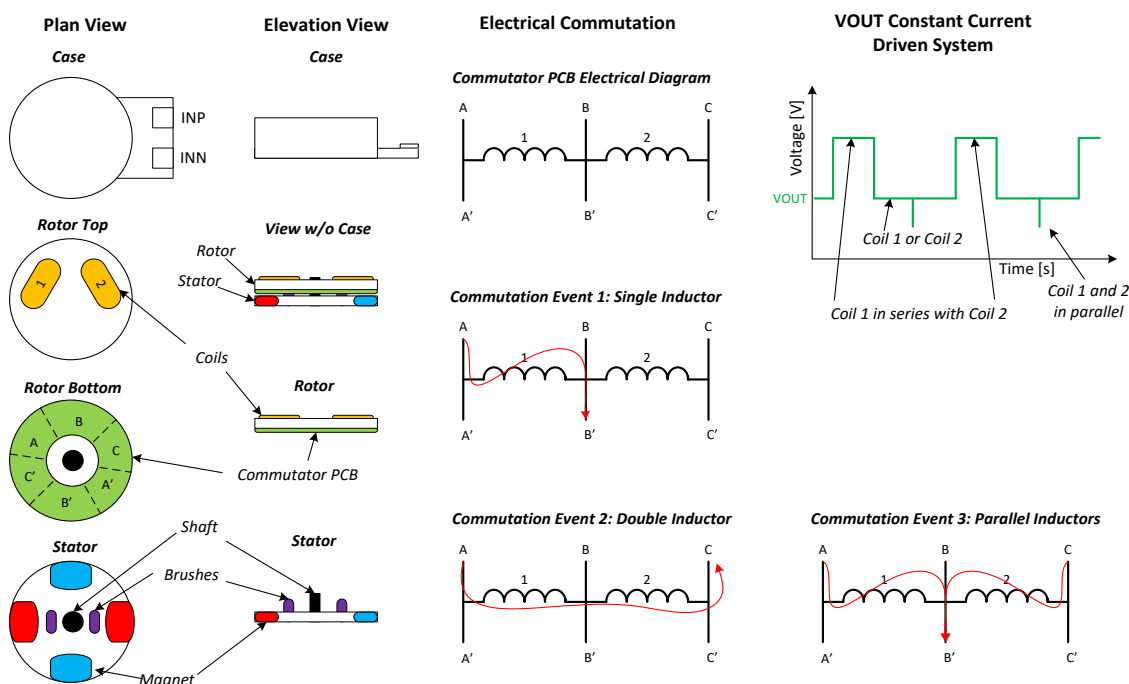 Plan View
Case
INP
INN
Rotor Top
1
2
Coils
Rotor Bottom
B
A
C
C'
A'
B'
Commutator PCB
Shaft
Stator
Brushes
Magnet
Elevation View
Case
View w/o Case
Rotor
Stator
Rotor
Stator
Electrical Commutation
Commutator PCB Electrical Diagram
A
B
C
1
2
A'
B'
C'
Commutation Event 1: Single Inductor
A
B
C
1
2
A'
B'
C'
Commutation Event 2: Double Inductor
A
B
C
1
2
A'
B'
C'
VOUT Constant Current
Driven System
Voltage [V]
VOUT
Coil 1 or Coil 2
Time [s]
Coil 1 in series with Coil 2
Coil 1 and 2
in parallel
Commutation Event 3: Parallel Inductors
A
B
C
1
2
A'
B'
C'